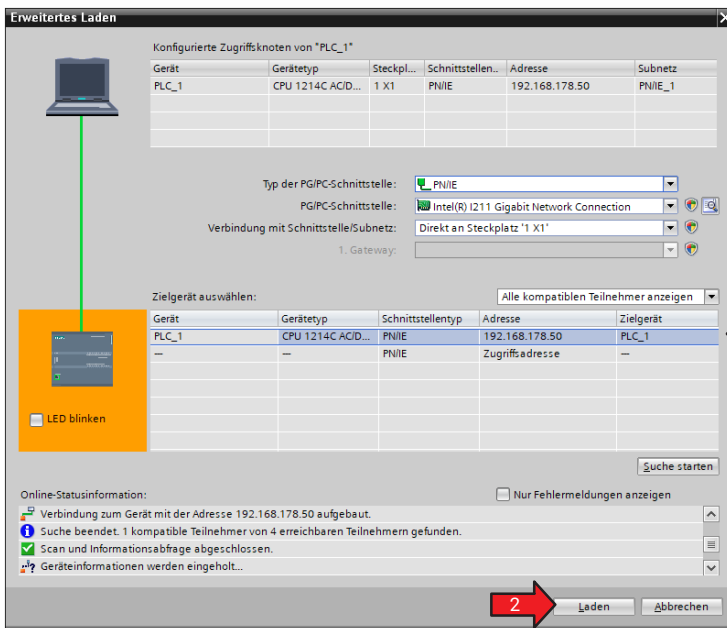 Erweitertes Laden
Konfigurierte Zugriffsknoten von "PLC_1"
Gerät Gerätetyp Steckpl... Schnittstellen.. Adresse Subnetz
PLC_1 CPU 1214C AC/D... 1 X1 PN/IE 192.168.178.50 PN/IE_1
Typ der PG/PC-Schnittstelle: PN/IE
PG/PC-Schnittstelle: Intel(R) I211 Gigabit Network Connection
Verbindung mit Schnittstelle/Subnetz: Direkt an Steckplatz '1 X1'
1. Gateway:
Zielgerät auswählen: Alle kompatiblen Teilnehmer anzeigen
Gerät Gerätetyp Schnittstellentyp Adresse Zielgerät
PLC_1 CPU 1214C AC/D... PN/IE 192.168.178.50 PLC_1
— — PN/IE Zugriffsadresse —
LED blinken
Suche starten
Online-Statusinformation: Nur Fehlermeldungen anzeigen
Verbindung zum Gerät mit der Adresse 192.168.178.50 aufgebaut.
Suche beendet. 1 kompatible Teilnehmer von 4 erreichbaren Teilnehmern gefunden.
Scan und Informationsabfrage abgeschlossen.
Geräteinformationen werden eingeholt...
2 Laden Abbrechen